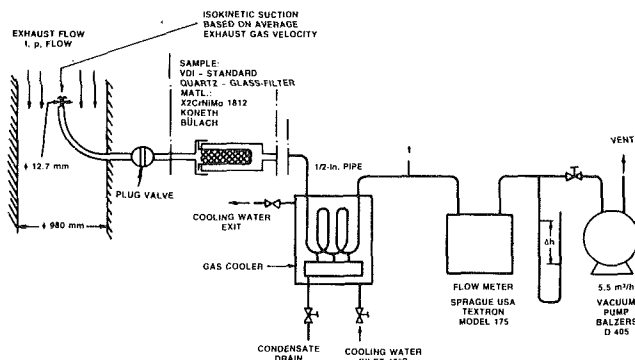 ISOKINETIC SUCTION
BASED ON AVERAGE
EXHAUST GAS VELOCITY
EXHAUST FLOW
t, p, FLOW
SAMPLE:
VDI - STANDARD
QUARTZ - GLASS-FILTER
MATL.:
X2CrNiMo 1812
KONETH
BÜLACH
ϕ 12.7 mm
PLUG VALVE
ϕ 980 mm
1/2-In. PIPE
t
VENT
COOLING WATER
EXIT
GAS COOLER
Δh
FLOW METER
SPRAGUE USA
TEXTRON
MODEL 175
5.5 m³/h
VACUUM
PUMP
BALZERS
D 405
CONDENSATE
DRAIN
COOLING WATER